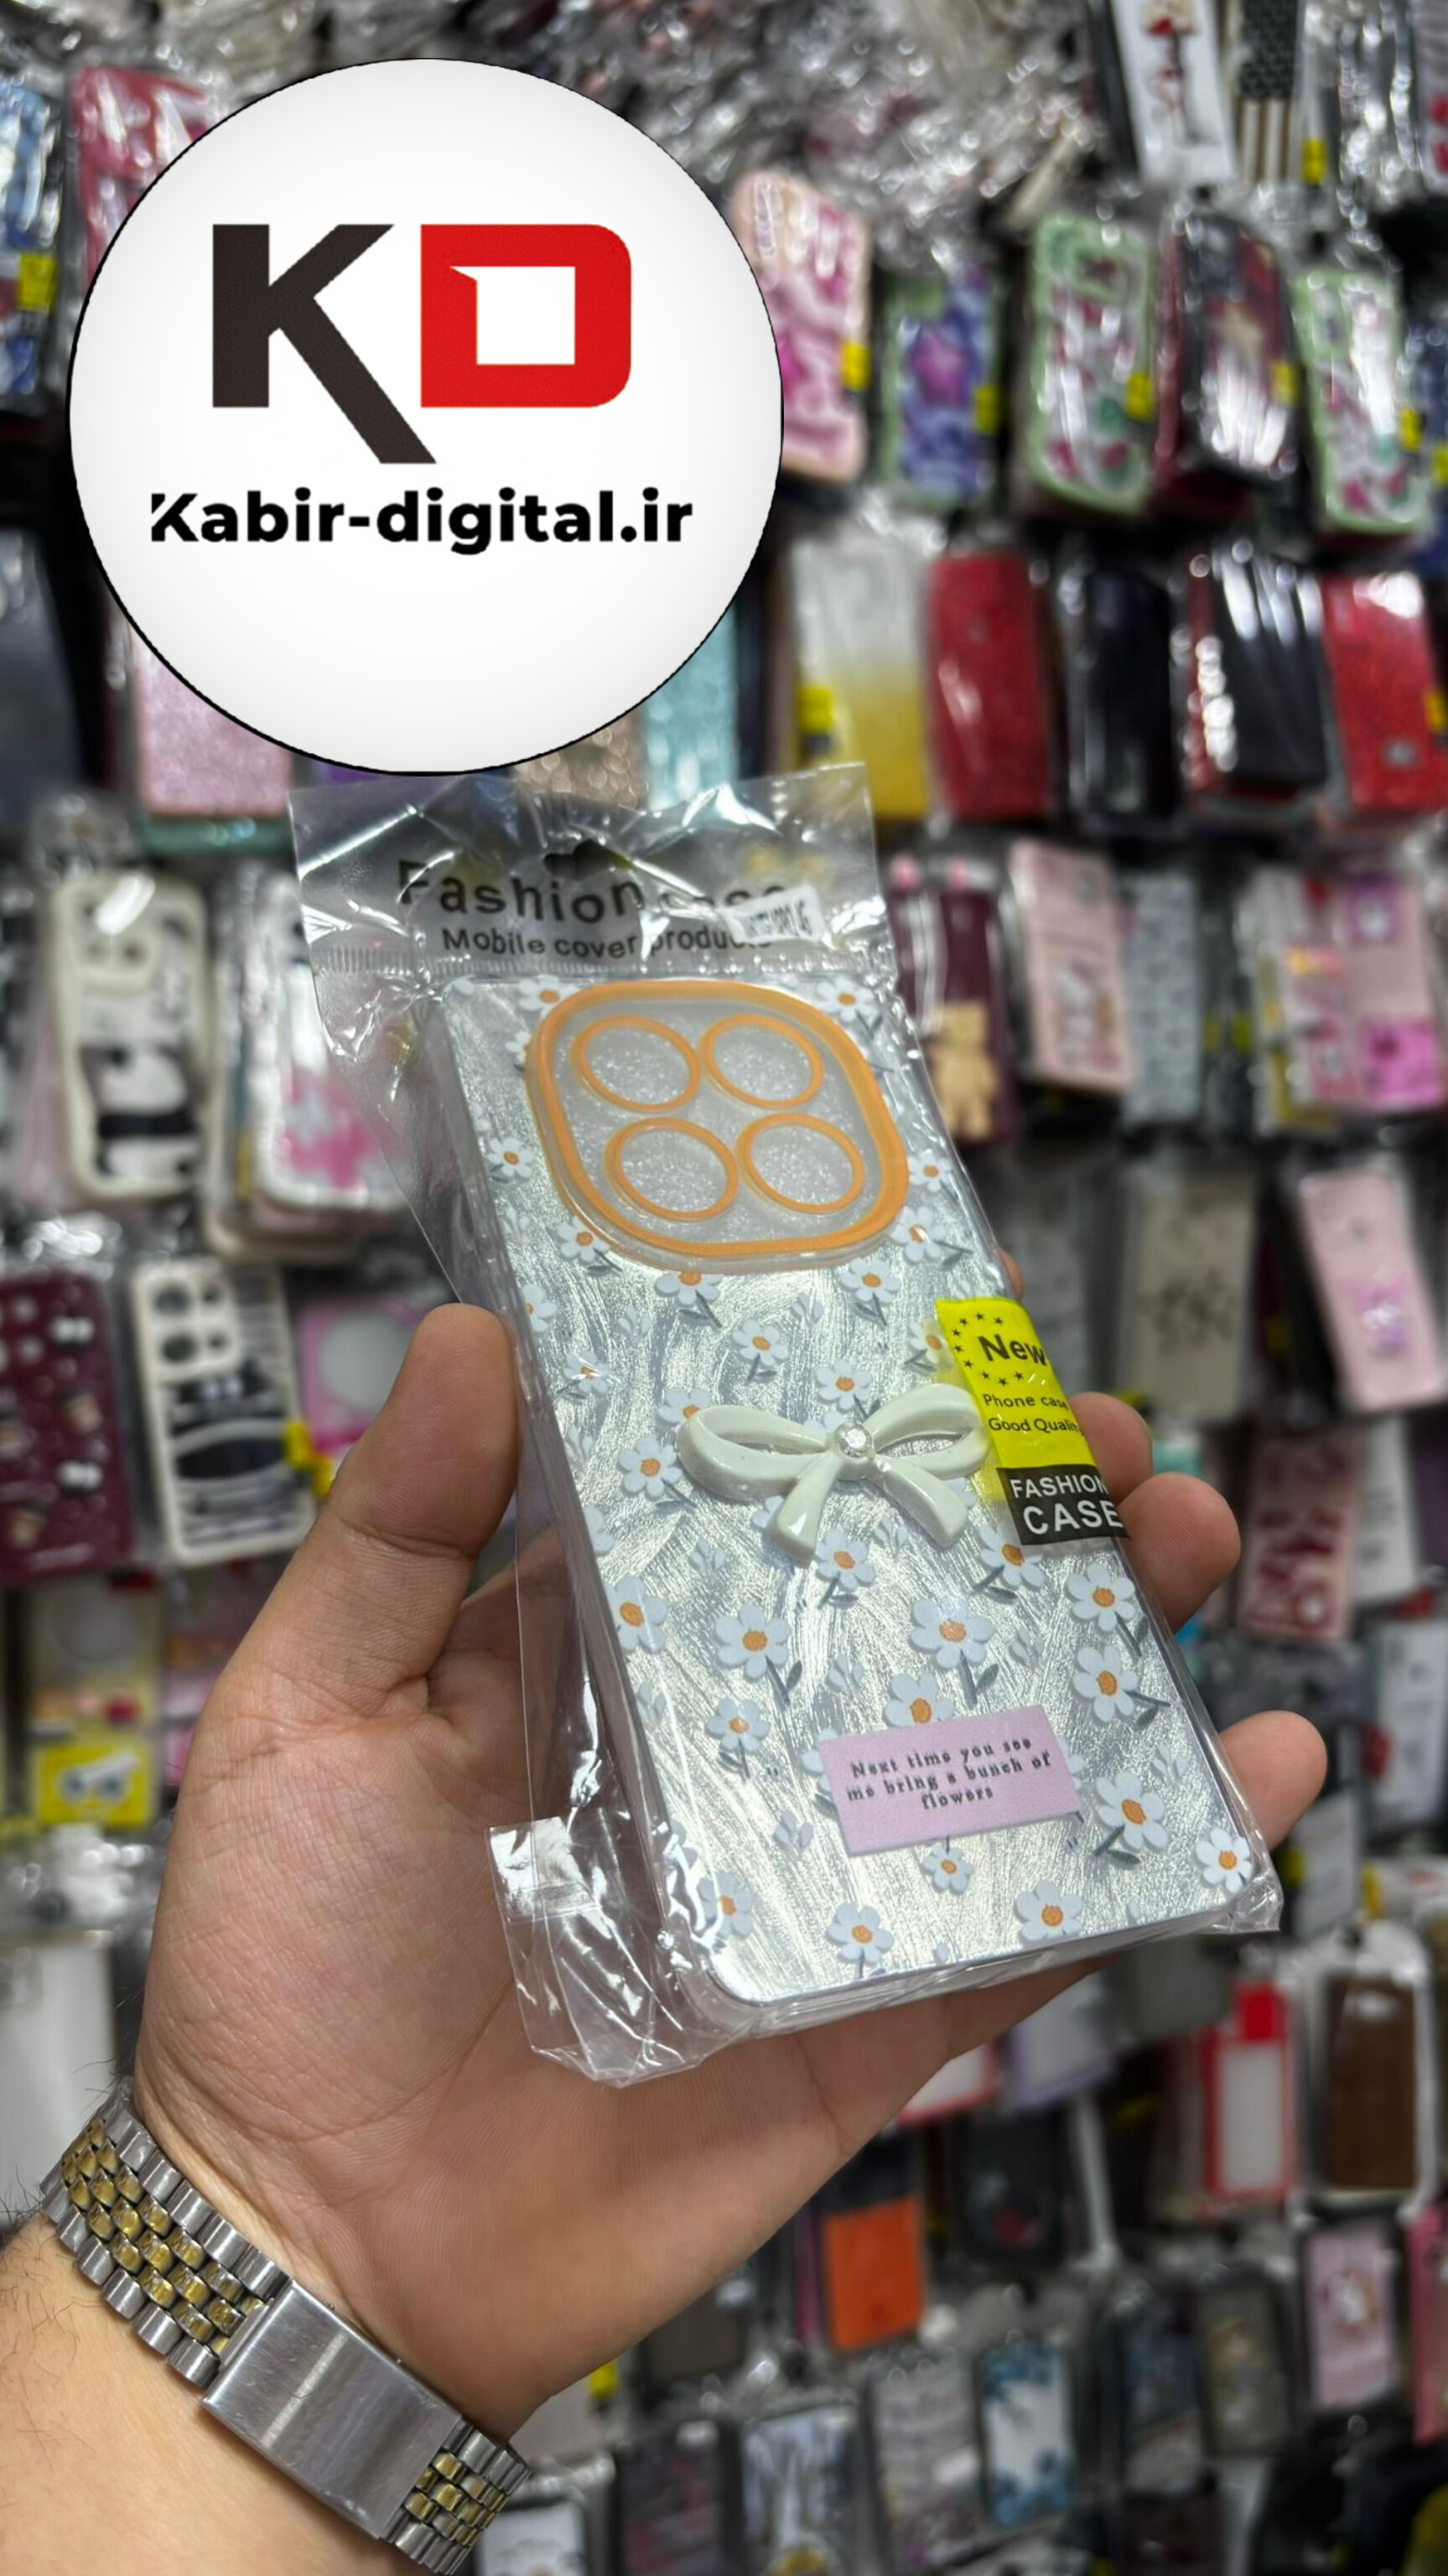 KD
Kabir-digital.ir
Fashion case
Mobile cover products
New
Phone case
Good Quality
FASHION
CASE
Next time you see
me bring a bunch of
flowers